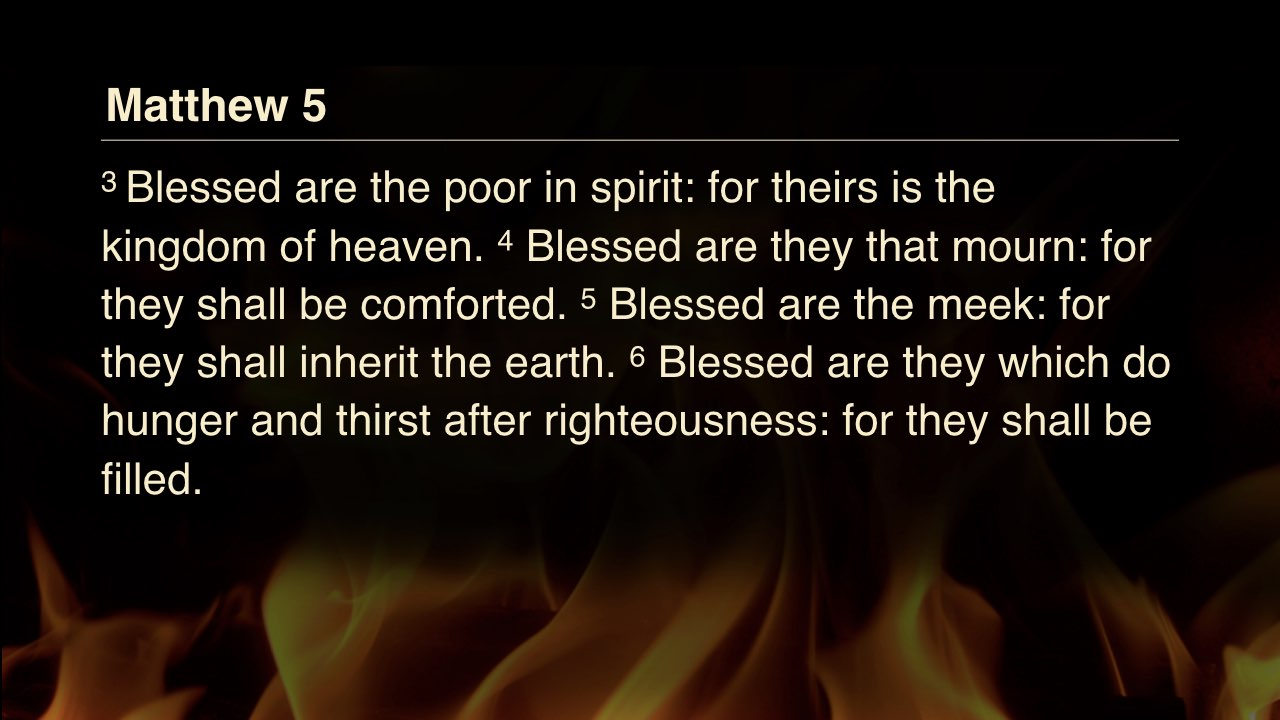 Matthew 5
3 Blessed are the poor in spirit: for theirs is the
kingdom of heaven. 4 Blessed are they that mourn: for
they shall be comforted. 5 Blessed are the meek: for
they shall inherit the earth. 6 Blessed are they which do
hunger and thirst after righteousness: for they shall be
filled.